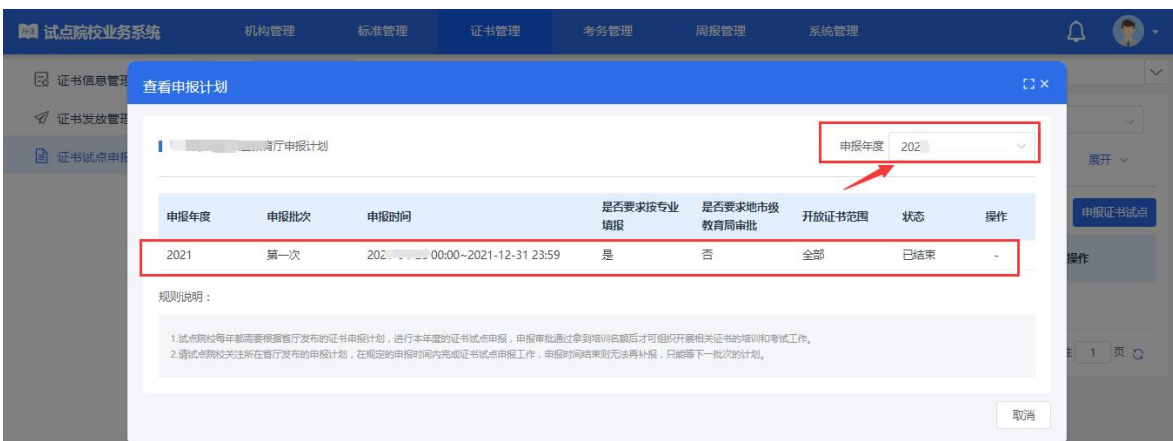 试点院校业务系统
机构管理
标准管理
证书管理
考务管理
周报管理
系统管理
证书信息管理
证书发放管理
证书试点申报
查看申报计划
育厅申报计划
申报年度 202
展开
申报证书试点
申报年度 申报批次 申报时间 是否要求按专业填报 是否要求地市级教育局审批 开放证书范围 状态 操作
操作
2021 第一次 202 00:00~2021-12-31 23:59 是 否 全部 已结束 -
规则说明：
1.试点院校每年都需要根据省厅发布的证书申报计划，进行本年度的证书试点申报，申报审批通过拿到培训名额后才可组织开展相关证书的培训和考试工作。
2.请试点院校关注所在省厅发布的申报计划，在规定的申报时间内完成证书试点申报工作，申报时间结束则无法再补报，只能等下一批次的计划。
1 页
取消